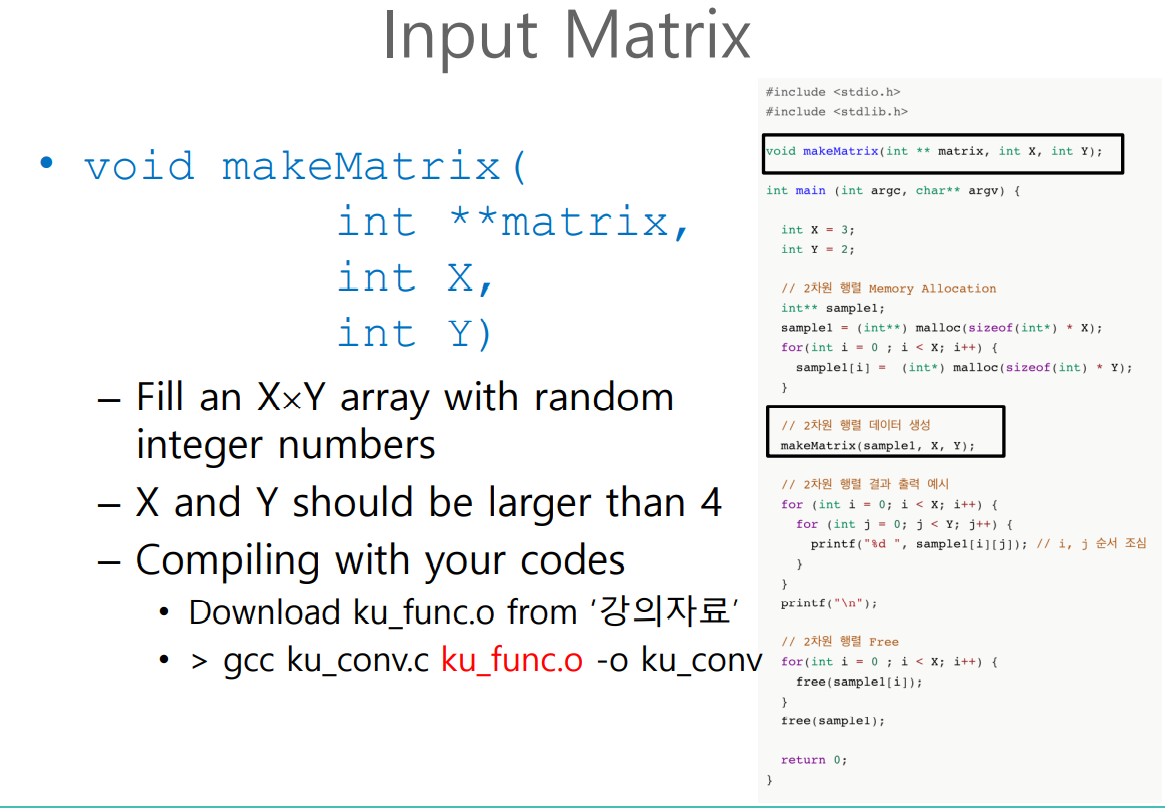 Input Matrix
• void makeMatrix(
int **matrix,
int X,
int Y)
– Fill an X×Y array with random
integer numbers
– X and Y should be larger than 4
– Compiling with your codes
• Download ku_func.o from ‘강의자료’
• > gcc ku_conv.c ku_func.o -o ku_conv
#include <stdio.h>
#include <stdlib.h>
void makeMatrix(int ** matrix, int X, int Y);
int main (int argc, char** argv) {
int X = 3;
int Y = 2;
// 2차원 행렬 Memory Allocation
int** sample1;
sample1 = (int**) malloc(sizeof(int*) * X);
for(int i = 0 ; i < X; i++) {
sample1[i] =  (int*) malloc(sizeof(int) * Y);
}
// 2차원 행렬 데이터 생성
makeMatrix(sample1, X, Y);
// 2차원 행렬 결과 출력 예시
for (int i = 0; i < X; i++) {
for (int j = 0; j < Y; j++) {
printf("%d ", sample1[i][j]); // i, j 순서 조심
}
}
printf("\n");
// 2차원 행렬 Free
for(int i = 0 ; i < X; i++) {
free(sample1[i]);
}
free(sample1);
return 0;
}